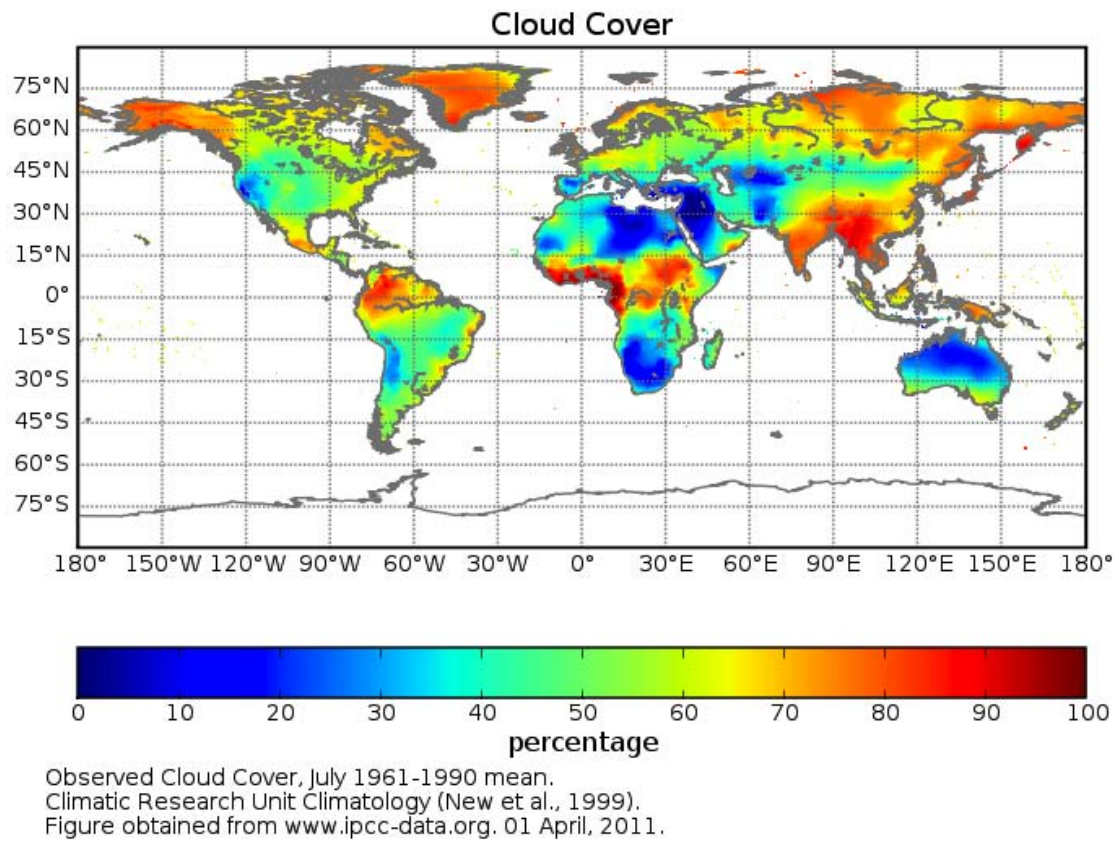 Cloud Cover
75°N
60°N
45°N
30°N
15°N
0°
15°S
30°S
45°S
60°S
75°S
180° 150°W 120°W 90°W 60°W 30°W 0° 30°E 60°E 90°E 120°E 150°E 180°
0 10 20 30 40 50 60 70 80 90 100
percentage
Observed Cloud Cover, July 1961-1990 mean.
Climatic Research Unit Climatology (New et al., 1999).
Figure obtained from www.ipcc-data.org. 01 April, 2011.